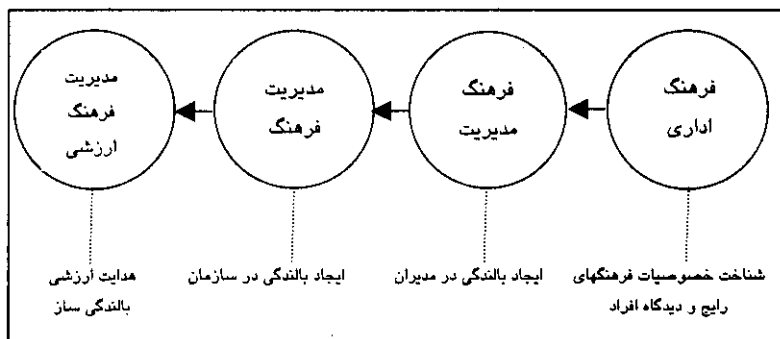 فرهنگ
اداری
فرهنگ
مدیریت
مدیریت
فرهنگ
مدیریت
فرهنگ
ارزشی
شناخت خصوصیات فرهنگهای
رایج و دیدگاه افراد
ایجاد بالندگی در مدیران
ایجاد بالندگی در سازمان
هدایت ارزشی
بالندگی ساز